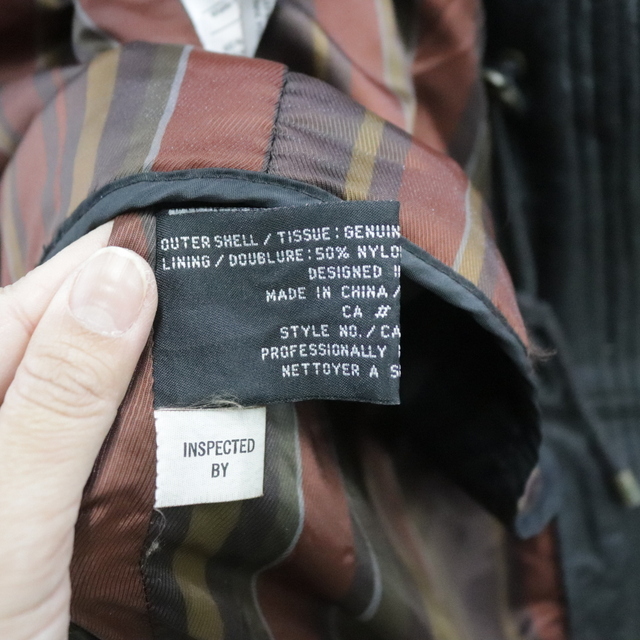 OUTER SHELL / TISSUE : GENUIN
LINING / DOUBLURE : 50% NYLO
DESIGNED I
MADE IN CHINA /
CA #
STYLE NO. / CA
PROFESSIONALLY
NETTOYER A S
INSPECTED
BY